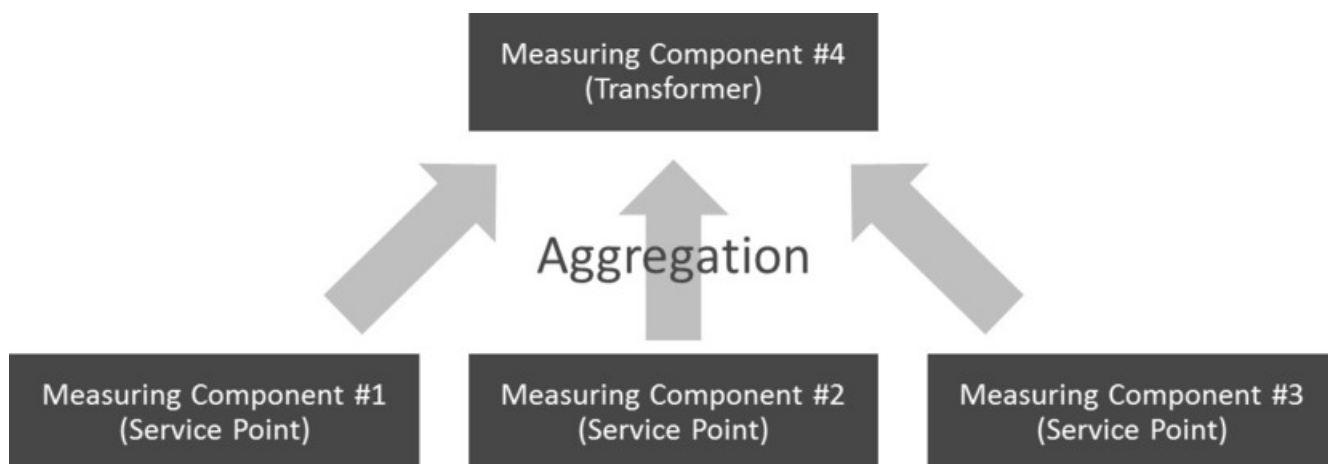 Measuring Component #4
(Transformer)
Aggregation
Measuring Component #1
(Service Point)
Measuring Component #2
(Service Point)
Measuring Component #3
(Service Point)